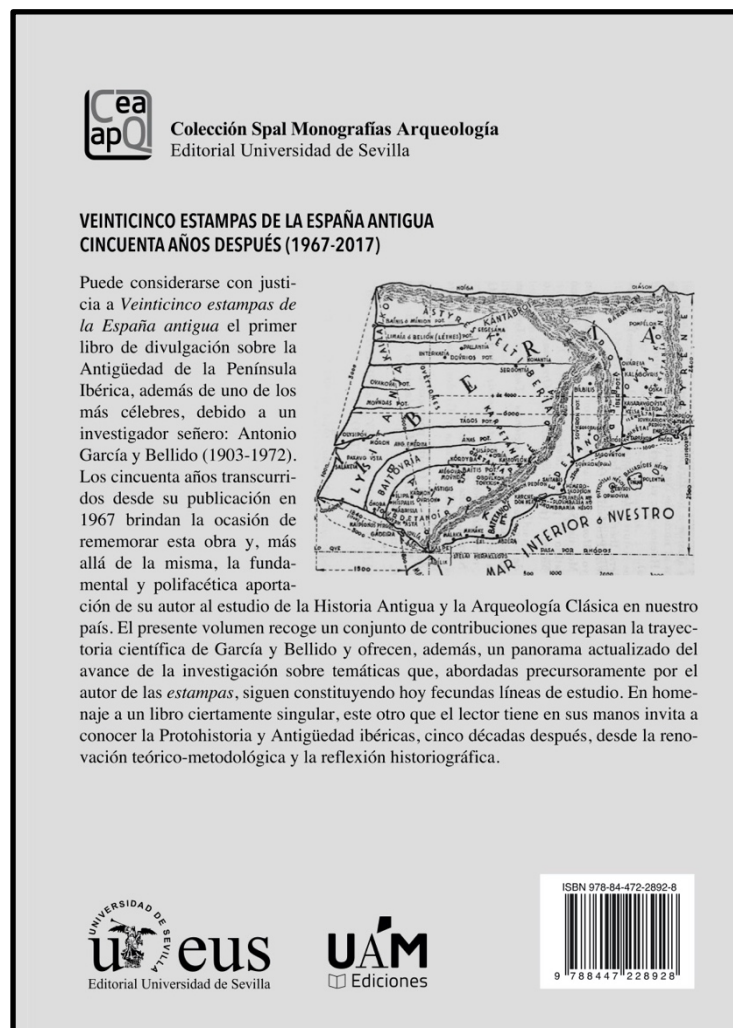 Cea
apQ
Colección Spal Monografías Arqueología
Editorial Universidad de Sevilla
VEINTICINCO ESTAMPAS DE LA ESPAÑA ANTIGUA
CINCUENTA AÑOS DESPUÉS (1967-2017)
Puede considerarse con justi-
cia a Veinticinco estampas de
la España antigua el primer
libro de divulgación sobre la
Antigüedad de la Península
Ibérica, además de uno de los
más célebres, debido a un
investigador señero: Antonio
García y Bellido (1903-1972).
Los cincuenta años transcurri-
dos desde su publicación en
1967 brindan la ocasión de
rememorar esta obra y, más
allá de la misma, la funda-
mental y polifacética aporta-
ción de su autor al estudio de la Historia Antigua y la Arqueología Clásica en nuestro
país. El presente volumen recoge un conjunto de contribuciones que repasan la trayec-
toria científica de García y Bellido y ofrecen, además, un panorama actualizado del
avance de la investigación sobre temáticas que, abordadas precursoramente por el
autor de las estampas, siguen constituyendo hoy fecundas líneas de estudio. En home-
naje a un libro ciertamente singular, este otro que el lector tiene en sus manos invita a
conocer la Protohistoria y Antigüedad ibéricas, cinco décadas después, desde la reno-
vación teórico-metodológica y la reflexión historiográfica.
IBERIA
LYSITANIA
MAR INTERIOR ó NVESTRO
UNIVERSIDAD DE SEVILLA
eus
Editorial Universidad de Sevilla
UAM
Ediciones
ISBN 978-84-472-2892-8
9 788447 228928